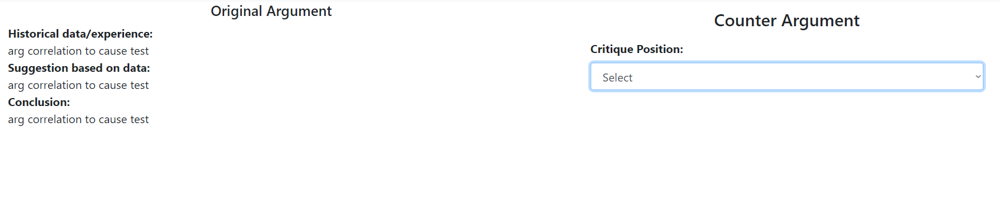 Original Argument
Historical data/experience:
arg correlation to cause test
Suggestion based on data:
arg correlation to cause test
Conclusion:
arg correlation to cause test
Counter Argument
Critique Position:
Select